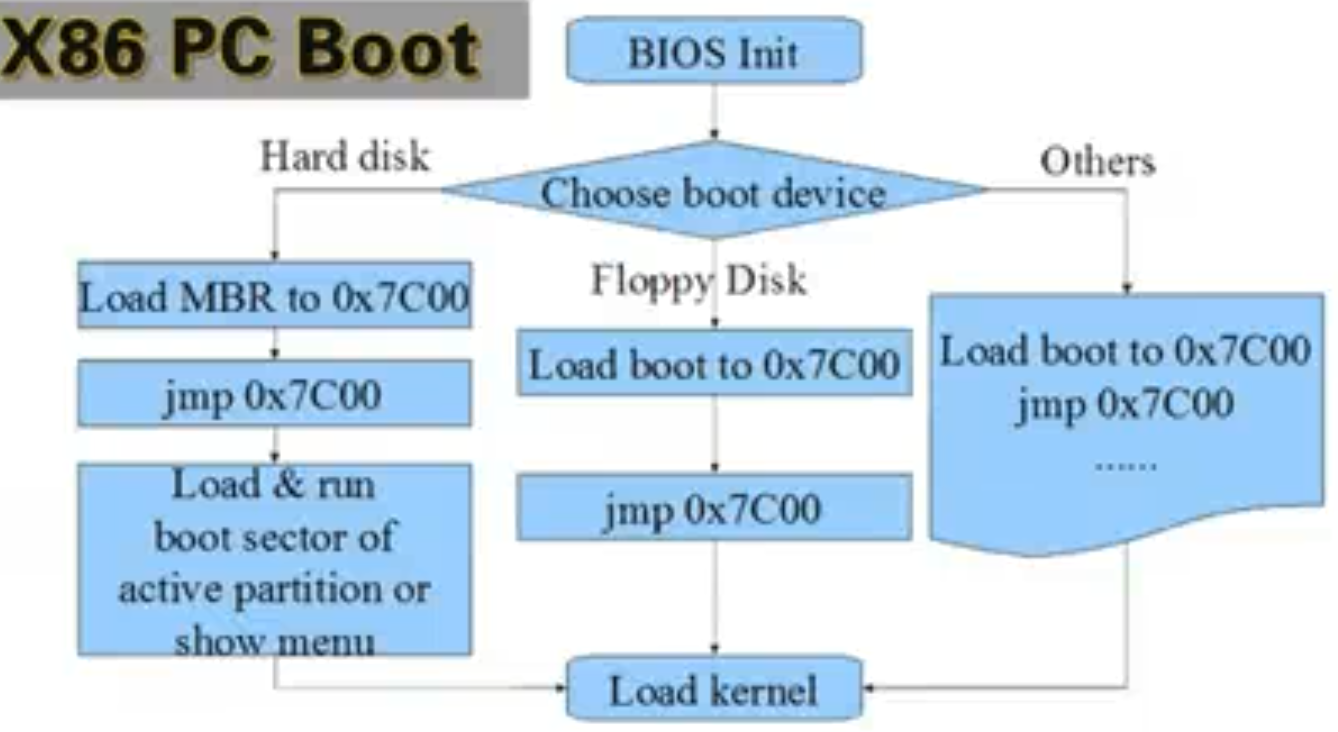 X86 PC Boot
BIOS Init
Choose boot device
Hard disk
Load MBR to 0x7C00
jmp 0x7C00
Load & run
boot sector of
active partition or
show menu
Floppy Disk
Load boot to 0x7C00
jmp 0x7C00
Others
Load boot to 0x7C00
jmp 0x7C00
......
Load kernel